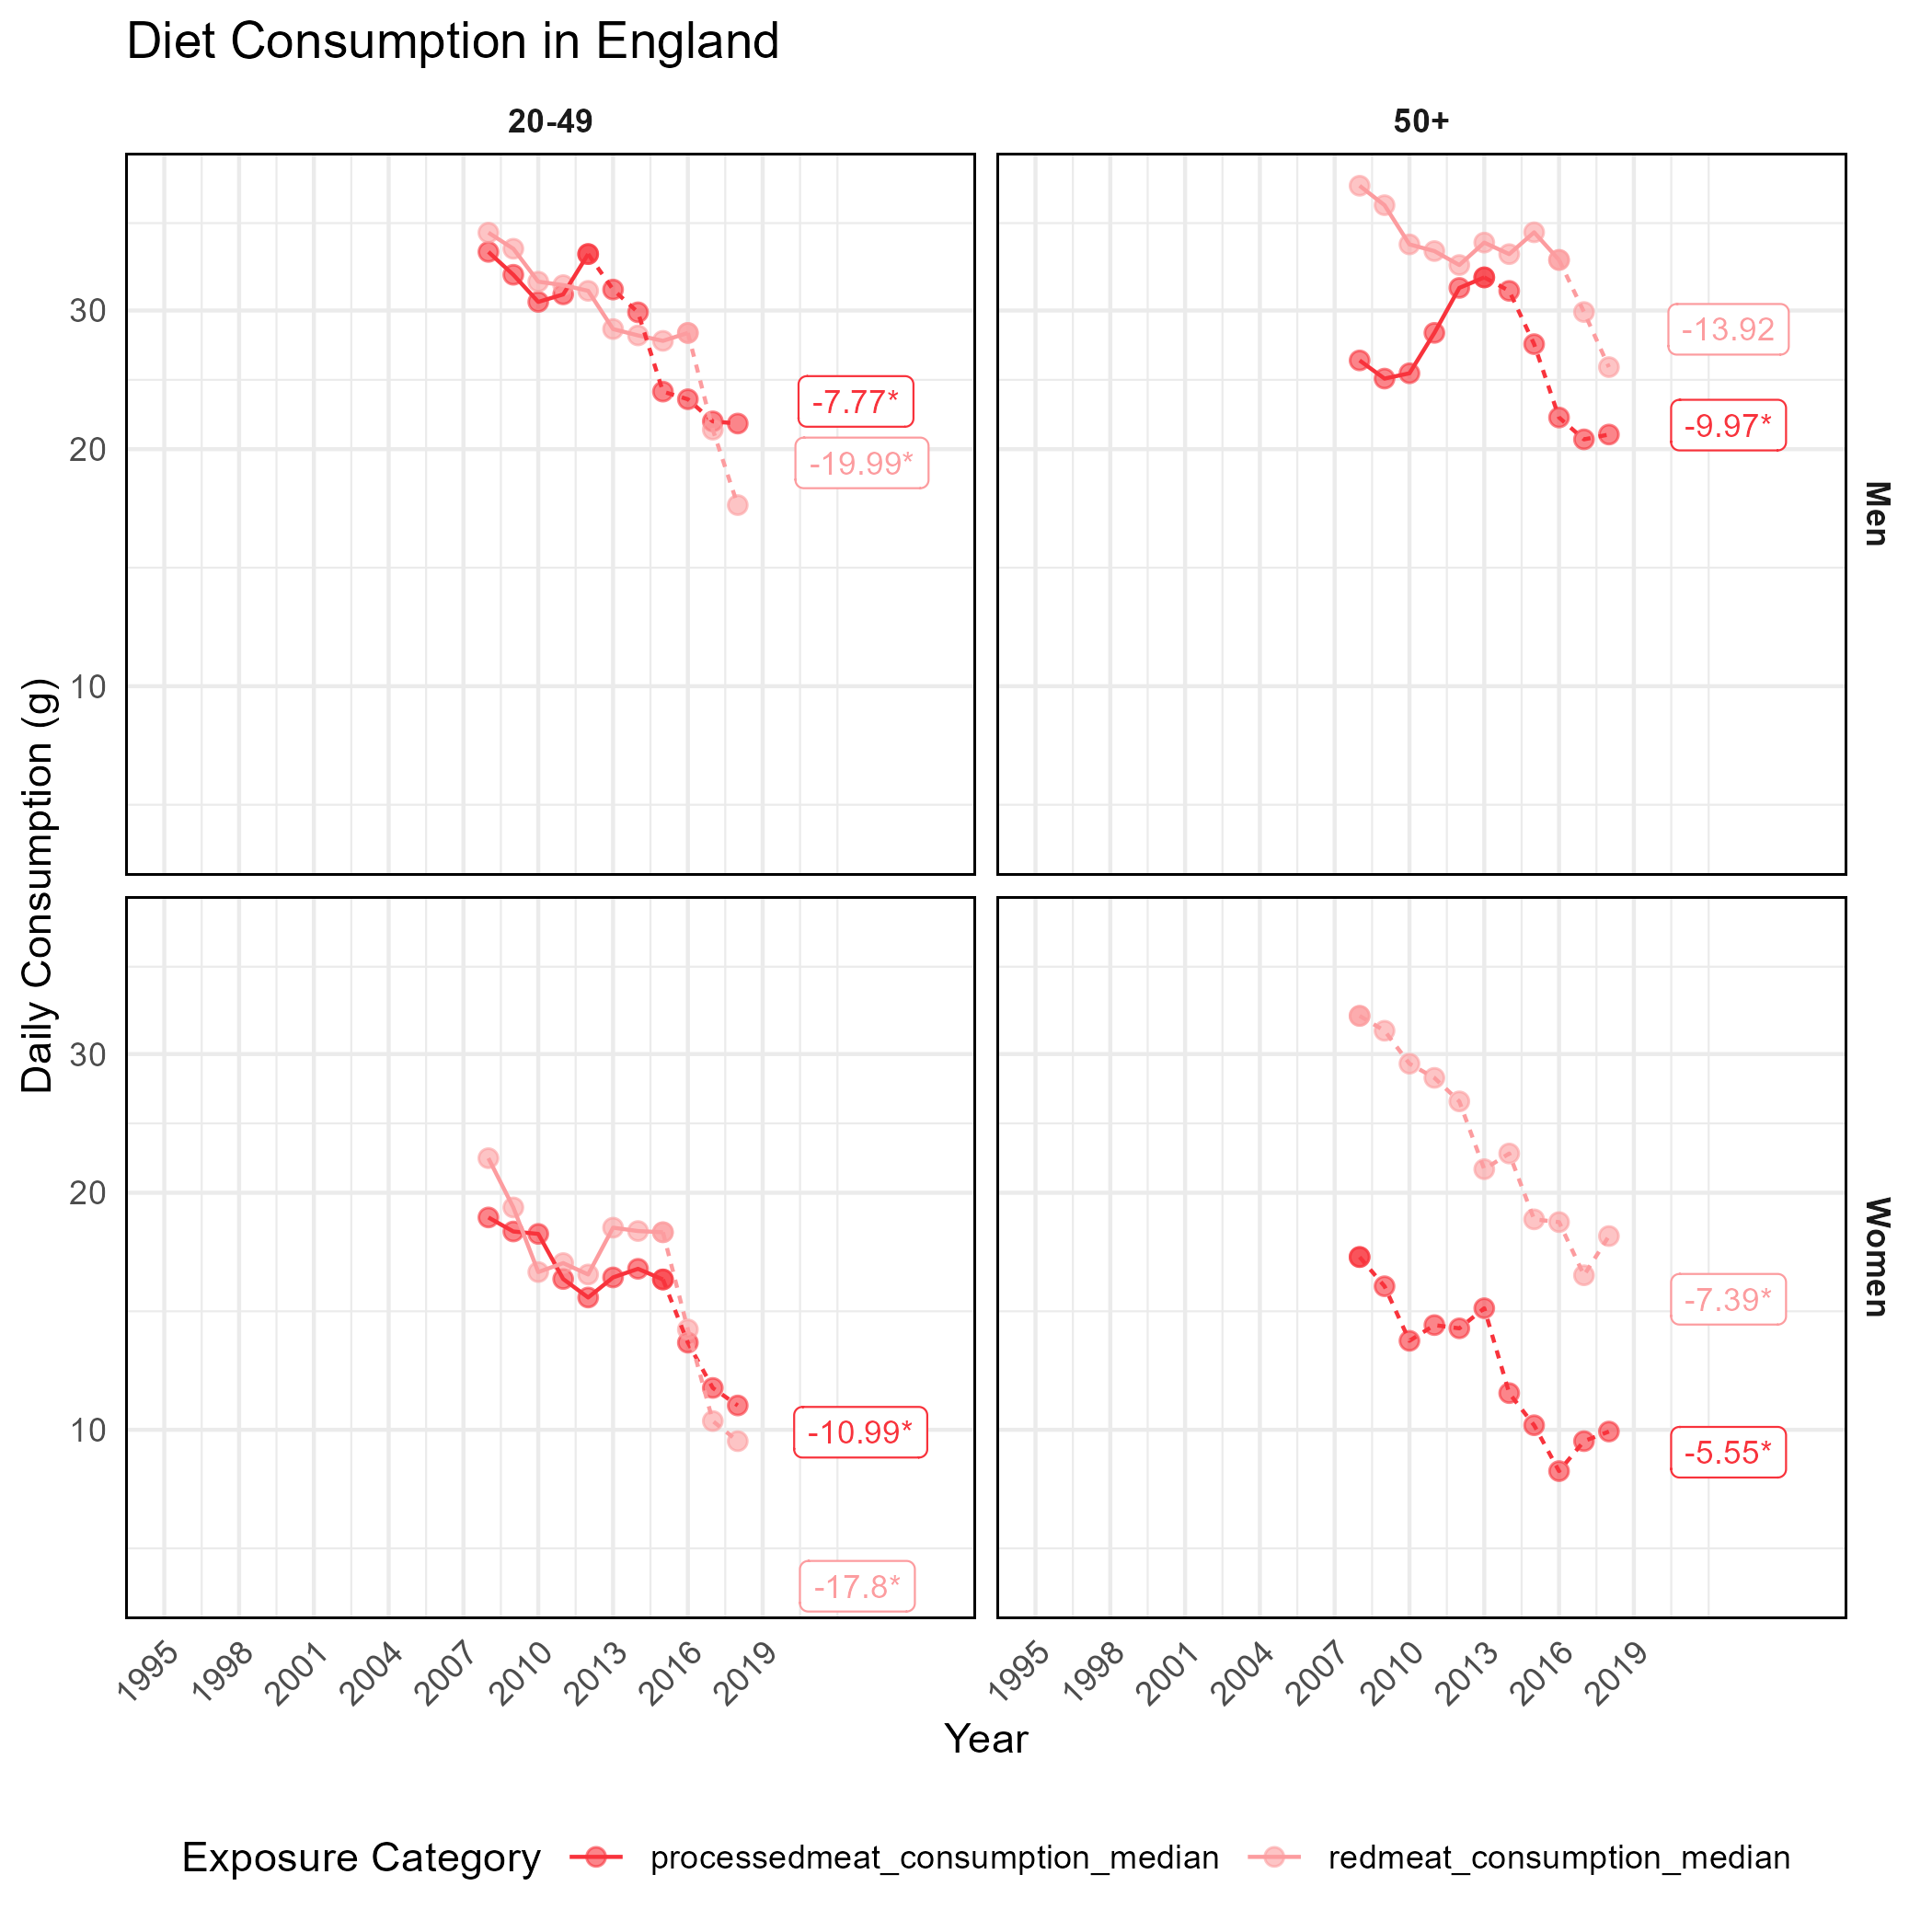 Diet Consumption in England
20-49
50+
30
20
10
-7.77*
-19.99*
-13.92
-9.97*
Men
Daily Consumption (g)
30
20
10
-10.99*
-17.8*
-7.39*
-5.55*
Women
1995 1998 2001 2004 2007 2010 2013 2016 2019
1995 1998 2001 2004 2007 2010 2013 2016 2019
Year
Exposure Category processedmeat_consumption_median redmeat_consumption_median